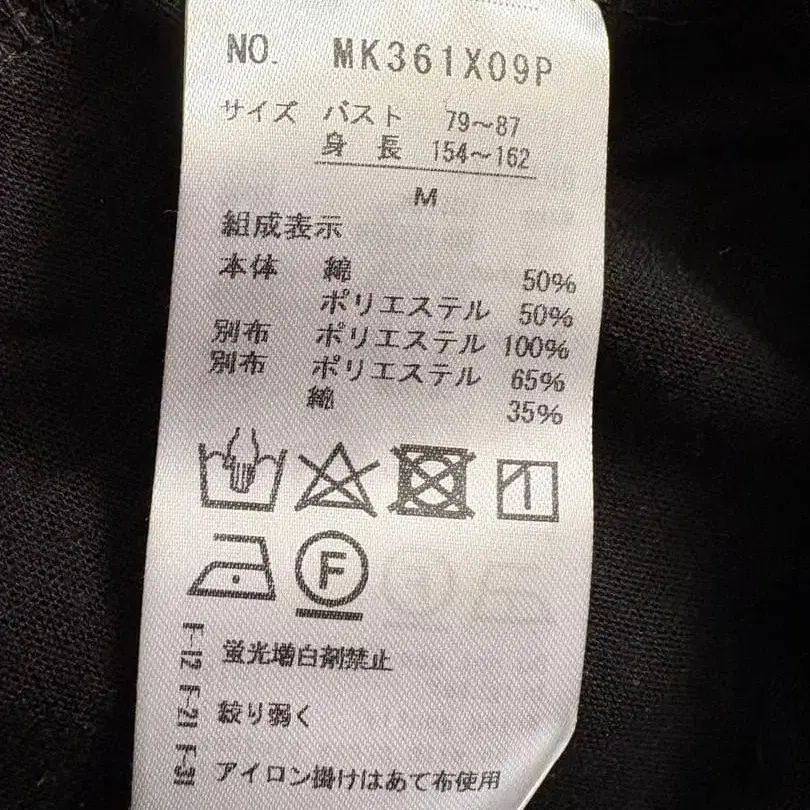 NO. MK361X09P
サイズ バスト 79〜87
身 長 154〜162
M
組成表示
本体 綿 50%
ポリエステル 50%
別布 ポリエステル 100%
別布 ポリエステル 65%
綿 35%
F
F-12 蛍光増白剤禁止
F-21 絞り弱く
F-31 アイロン掛けはあて布使用